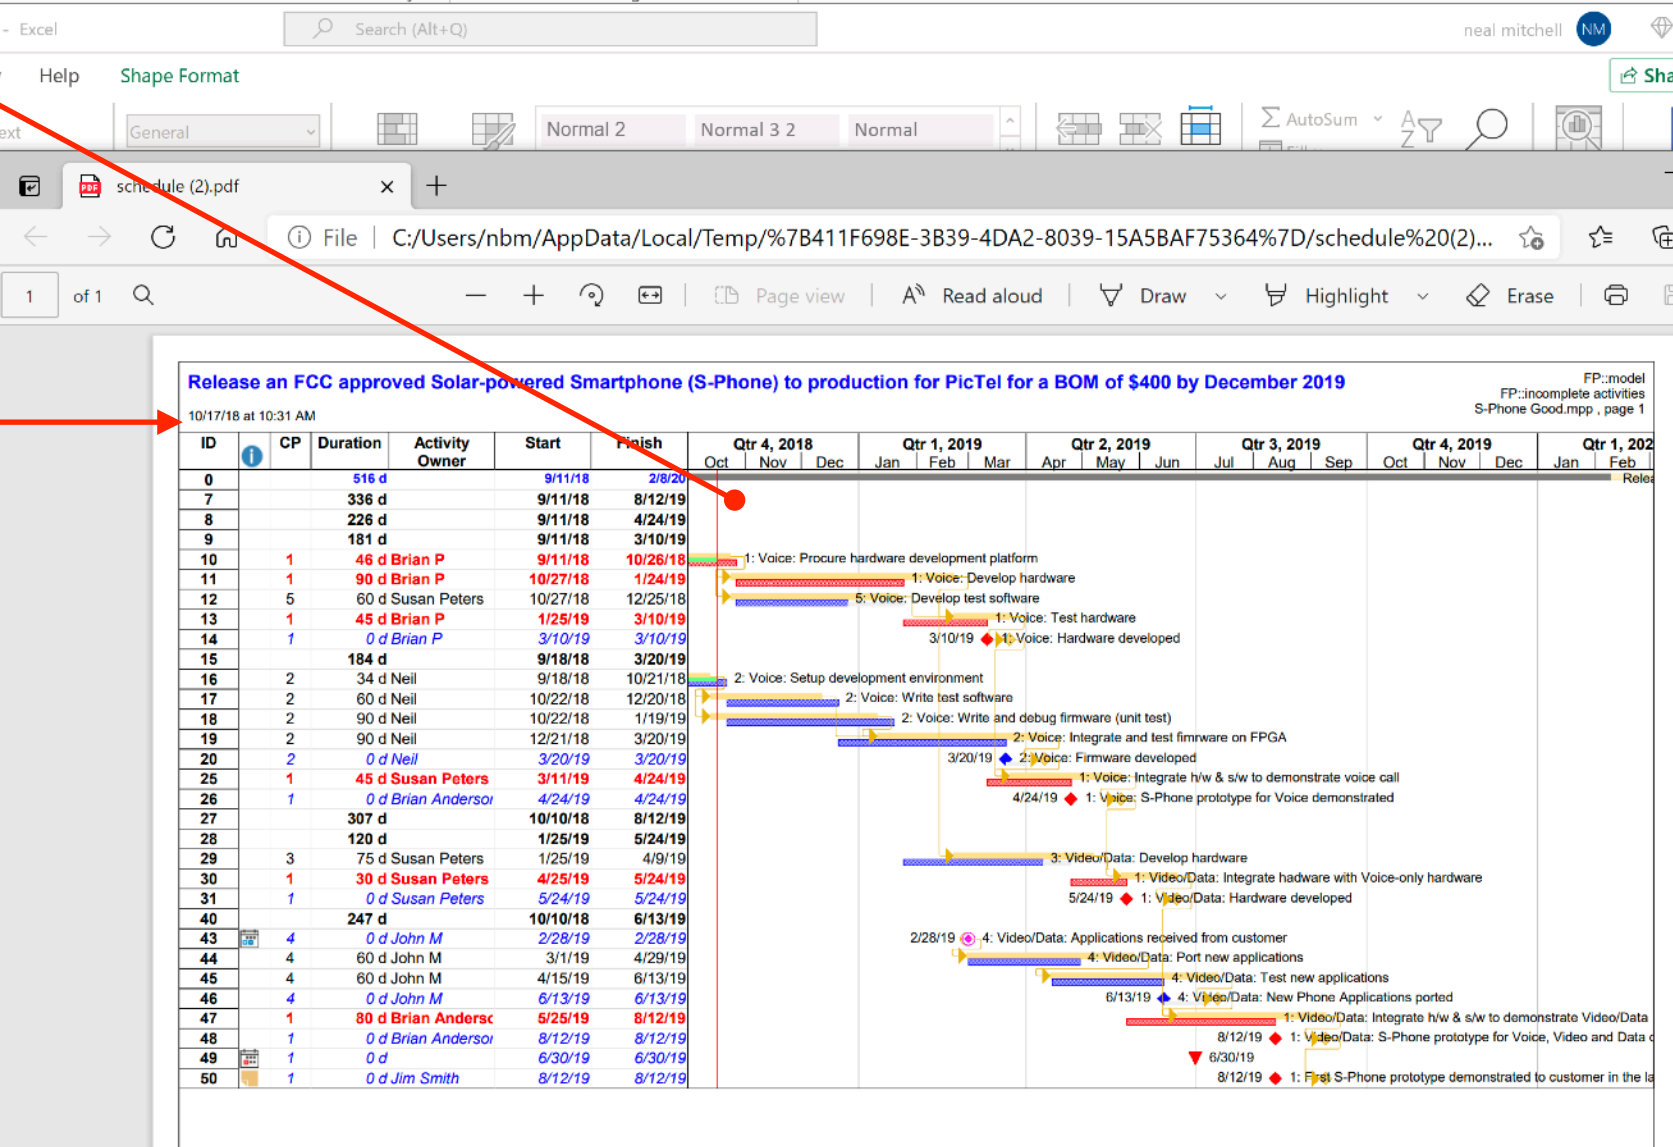 - Excel
Search (Alt+Q)
neal mitchell NM
Help Shape Format
General Normal 2 Normal 3 2 Normal AutoSum
schedule (2).pdf
File C:/Users/nbm/AppData/Local/Temp/%7B411F698E-3B39-4DA2-8039-15A5BAF75364%7D/schedule%20(2)...
1 of 1 Page view Read aloud Draw Highlight Erase
Release an FCC approved Solar-powered Smartphone (S-Phone) to production for PicTel for a BOM of $400 by December 2019
FP::model
FP::incomplete activities
10/17/18 at 10:31 AM S-Phone Good.mpp , page 1
ID CP Duration Activity Owner Start Finish Qtr 4, 2018 Qtr 1, 2019 Qtr 2, 2019 Qtr 3, 2019 Qtr 4, 2019 Qtr 1, 202
Oct Nov Dec Jan Feb Mar Apr May Jun Jul Aug Sep Oct Nov Dec Jan Feb
0 516 d 9/11/18 2/8/20 Relea
7 336 d 9/11/18 8/12/19
8 226 d 9/11/18 4/24/19
9 181 d 9/11/18 3/10/19
10 1 46 d Brian P 9/11/18 10/26/18 1: Voice: Procure hardware development platform
11 1 90 d Brian P 10/27/18 1/24/19 1: Voice: Develop hardware
12 5 60 d Susan Peters 10/27/18 12/25/18 5: Voice: Develop test software
13 1 45 d Brian P 1/25/19 3/10/19 1: Voice: Test hardware
14 1 0 d Brian P 3/10/19 3/10/19 3/10/19 1: Voice: Hardware developed
15 184 d 9/18/18 3/20/19
16 2 34 d Neil 9/18/18 10/21/18 2: Voice: Setup development environment
17 2 60 d Neil 10/22/18 12/20/18 2: Voice: Write test software
18 2 90 d Neil 10/22/18 1/19/19 2: Voice: Write and debug firmware (unit test)
19 2 90 d Neil 12/21/18 3/20/19 2: Voice: Integrate and test fimrware on FPGA
20 2 0 d Neil 3/20/19 3/20/19 3/20/19 2: Voice: Firmware developed
25 1 45 d Susan Peters 3/11/19 4/24/19 1: Voice: Integrate h/w & s/w to demonstrate voice call
26 1 0 d Brian Anderso 4/24/19 4/24/19 4/24/19 1: Voice: S-Phone prototype for Voice demonstrated
27 307 d 10/10/18 8/12/19
28 120 d 1/25/19 5/24/19
29 3 75 d Susan Peters 1/25/19 4/9/19 3: Video/Data: Develop hardware
30 1 30 d Susan Peters 4/25/19 5/24/19 1: Video/Data: Integrate hadware with Voice-only hardware
31 1 0 d Susan Peters 5/24/19 5/24/19 5/24/19 1: Video/Data: Hardware developed
40 247 d 10/10/18 6/13/19
43 4 0 d John M 2/28/19 2/28/19 2/28/19 4: Video/Data: Applications received from customer
44 4 60 d John M 3/1/19 4/29/19 4: Video/Data: Port new applications
45 4 60 d John M 4/15/19 6/13/19 4: Video/Data: Test new applications
46 4 0 d John M 6/13/19 6/13/19 6/13/19 4: Video/Data: New Phone Applications ported
47 1 80 d Brian Anderso 5/25/19 8/12/19 1: Video/Data: Integrate h/w & s/w to demonstrate Video/Data
48 1 0 d Brian Anderso 8/12/19 8/12/19 8/12/19 1: Video/Data: S-Phone prototype for Voice, Video and Data
49 1 0 d 6/30/19 6/30/19 6/30/19
50 1 0 d Jim Smith 8/12/19 8/12/19 8/12/19 1: First S-Phone prototype demonstrated to customer in the la